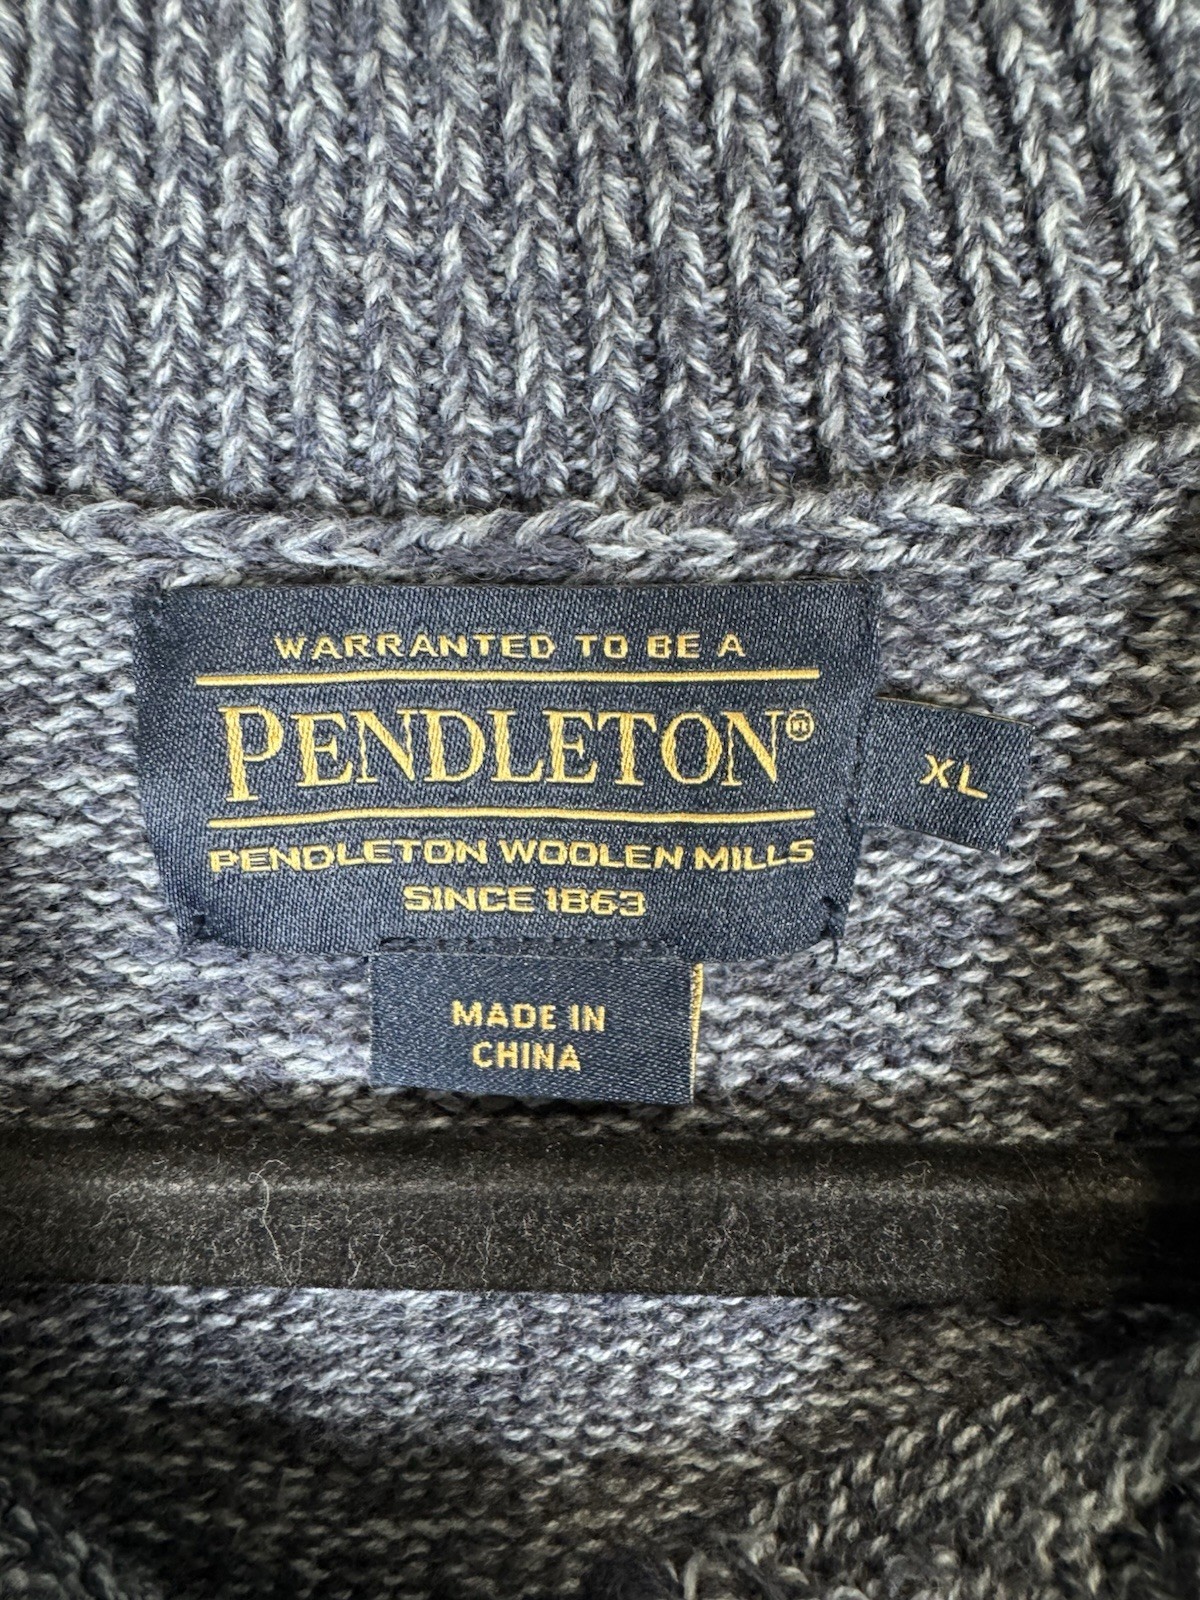 WARRANTED TO BE A
PENDLETON®
PENDLETON WOOLEN MILLS
SINCE 1863
XL
MADE IN
CHINA